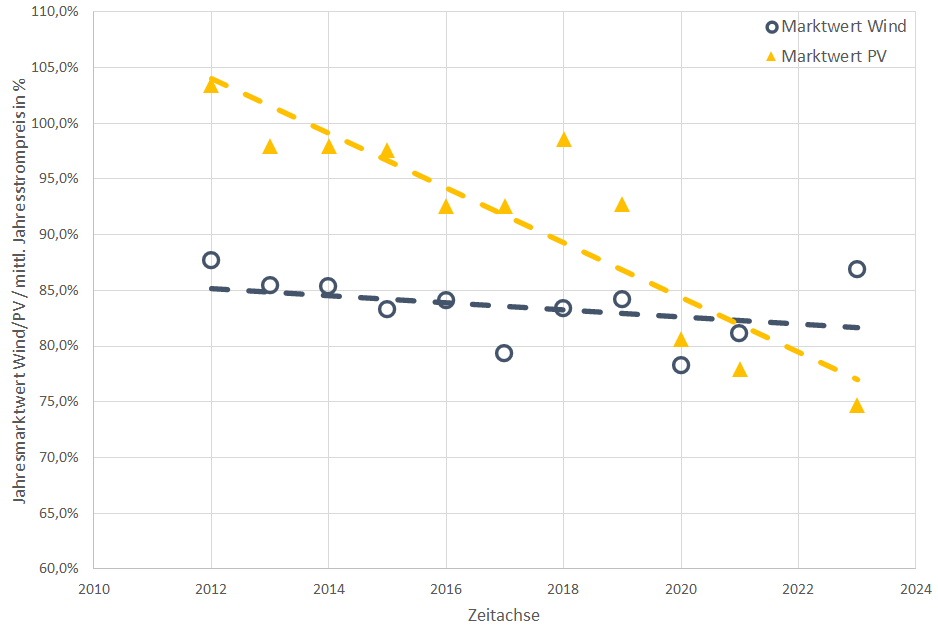 110,0%
105,0%
100,0%
95,0%
90,0%
85,0%
80,0%
75,0%
70,0%
65,0%
60,0%
Jahresmarktwert Wind/PV / mittl. Jahresstrompreis in %
Marktwert Wind
Marktwert PV
2010 2012 2014 2016 2018 2020 2022 2024
Zeitachse